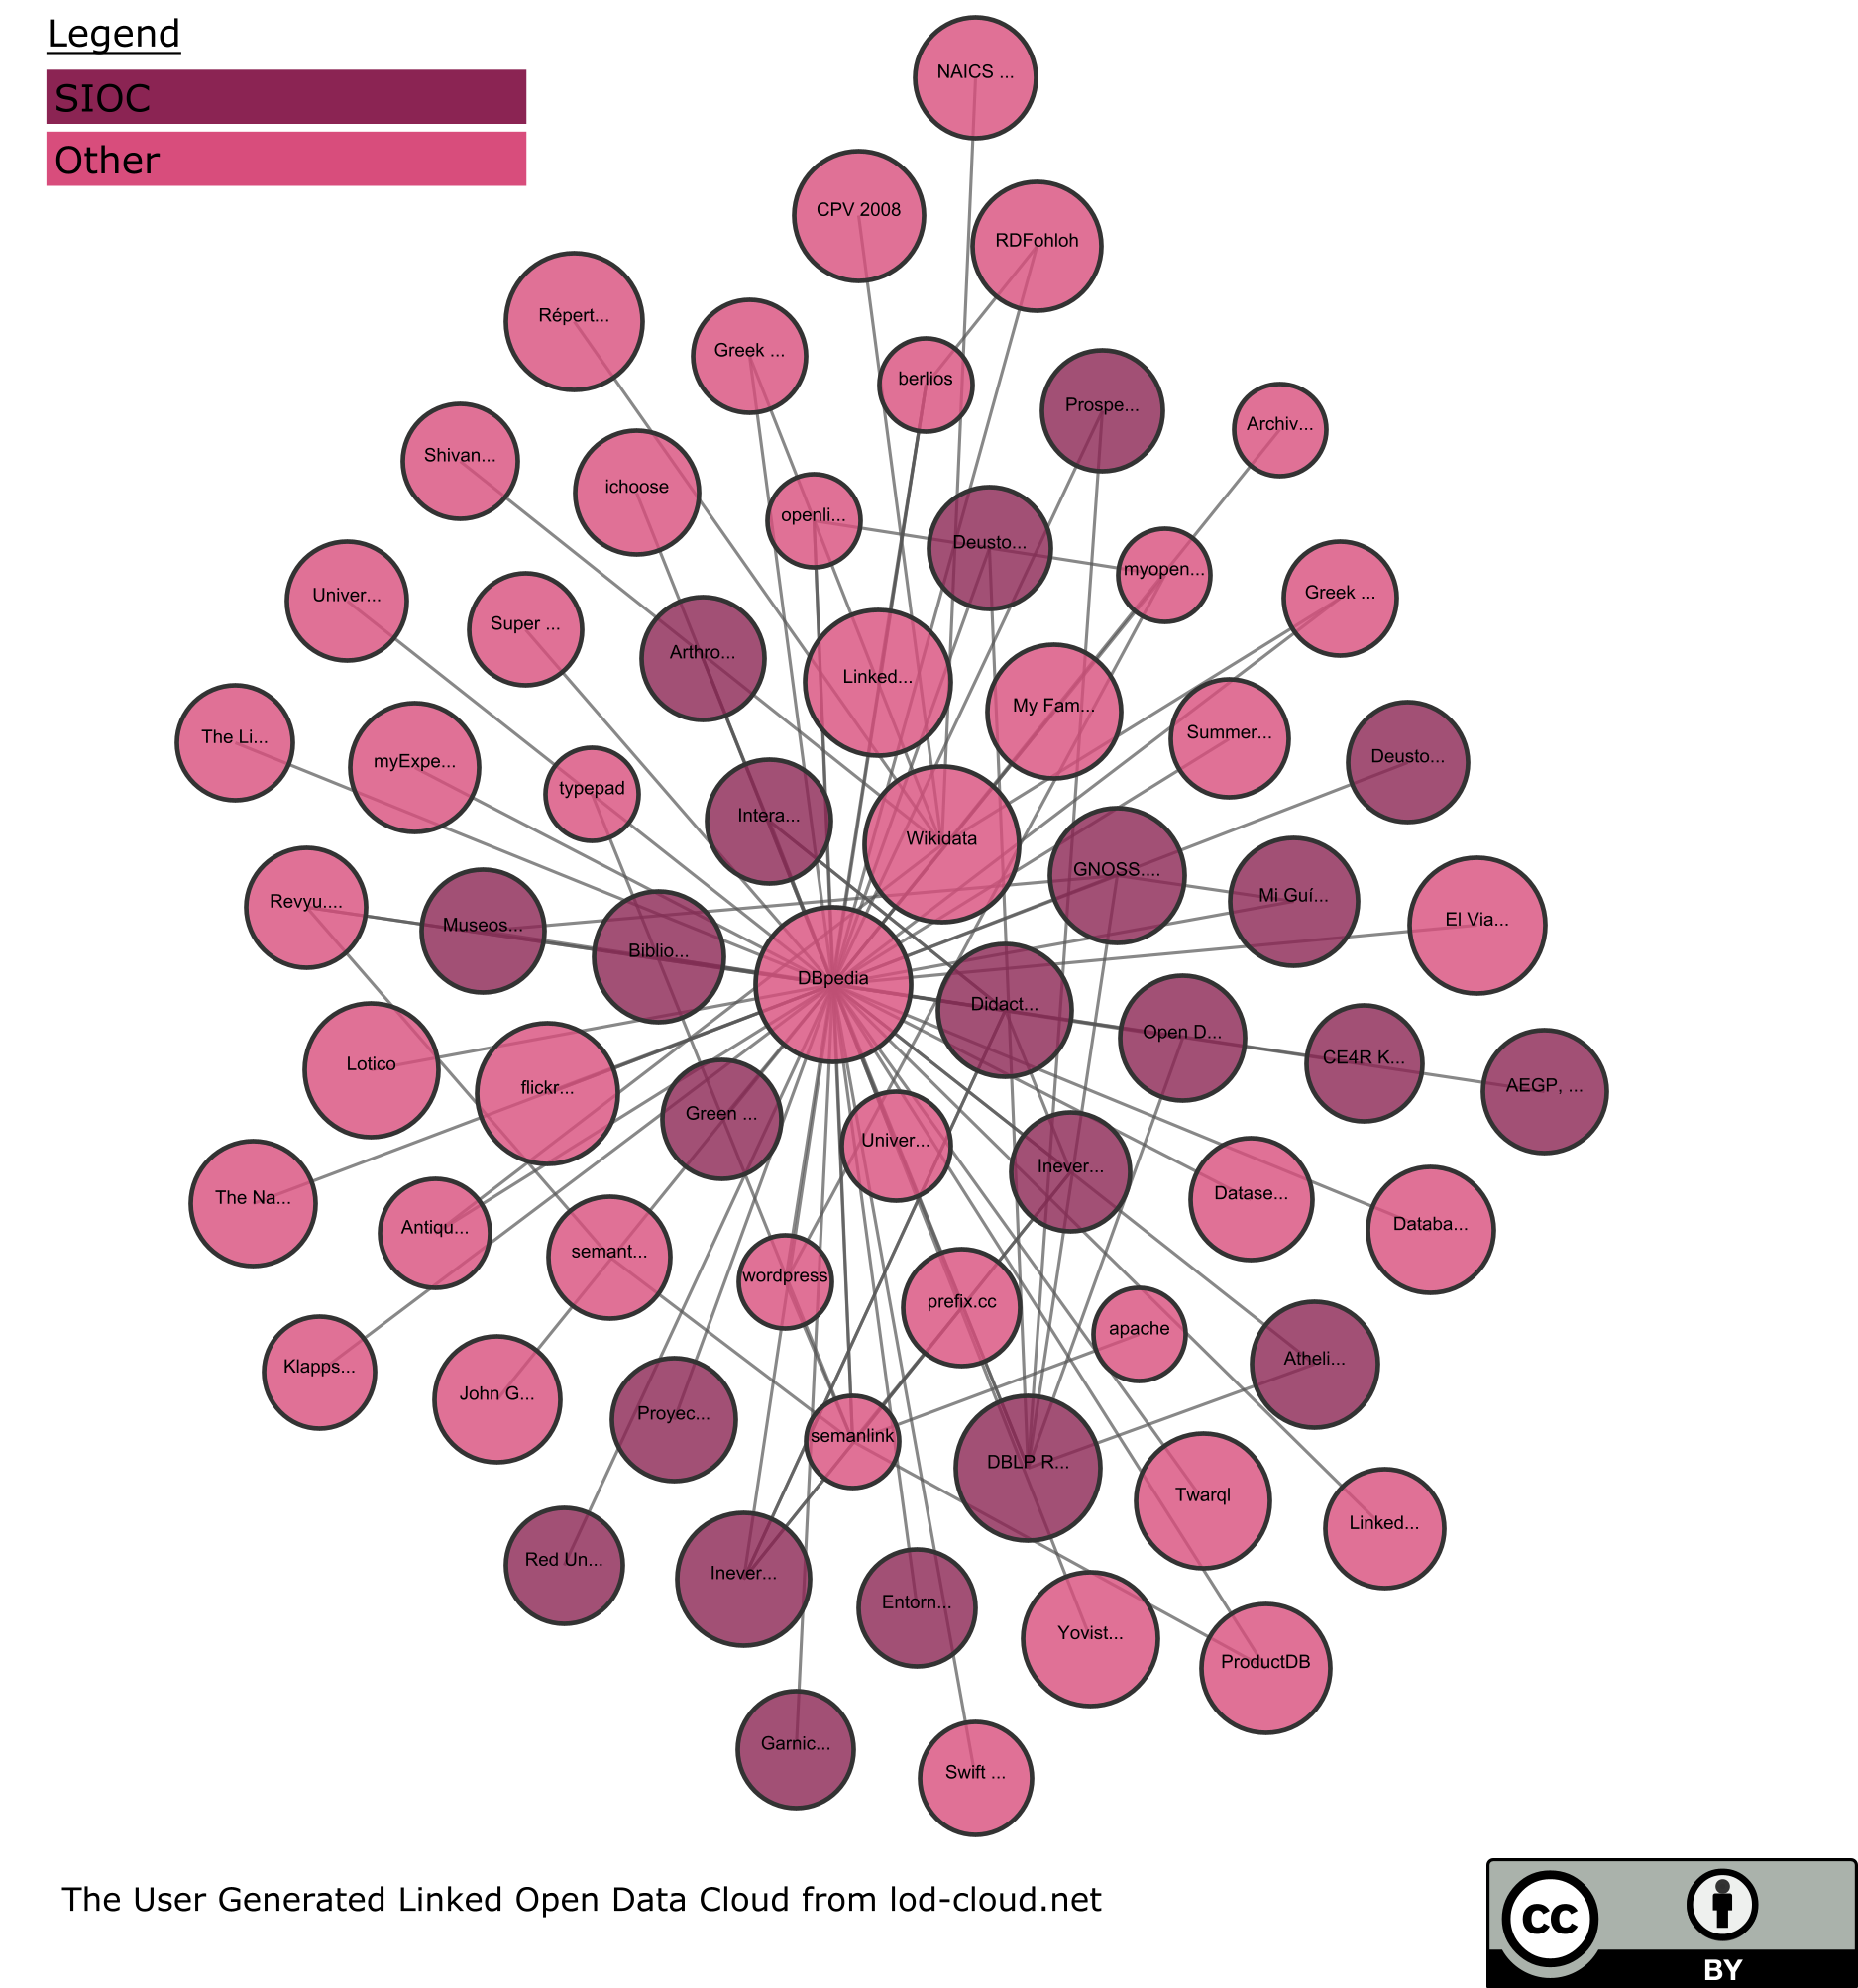 Legend
SIOC
Other
NAICS ...
CPV 2008
RDFohloh
Répert...
Greek ...
berlios
Prospe...
Archiv...
Shivan...
ichoose
openli...
Deusto...
myopen...
Greek ...
Univer...
Super ...
Arthro...
Linked...
My Fam...
Summer...
Deusto...
The Li...
myExpe...
typepad
Intera...
Wikidata
GNOSS....
Mi Guí...
El Via...
Revyu....
Museos...
Biblio...
DBpedia
Didact...
Open D...
CE4R K...
AEGP, ...
Lotico
flickr...
Green ...
Univer...
Inever...
Datase...
Databa...
The Na...
Antiqu...
semant...
wordpress
prefix.cc
apache
Atheli...
Klapps...
John G...
Proyec...
semanlink
DBLP R...
Twarql
Linked...
Red Un...
Inever...
Entorn...
Yovist...
ProductDB
Garnic...
Swift ...
The User Generated Linked Open Data Cloud from lod-cloud.net
cc
BY